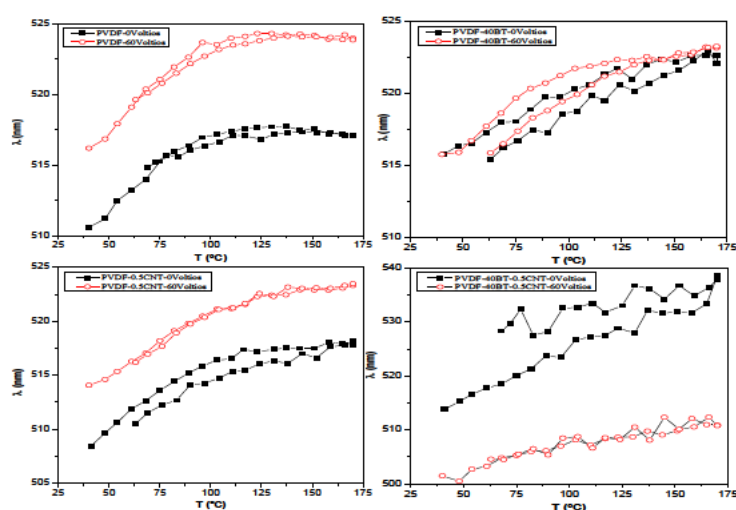 PVDF-0Voltios
PVDF-60Voltios
525
520
515
510
λ (nm)
25 50 75 100 125 150 175
T (ºC)
PVDF-40BT-0Voltios
PVDF-40BT-60Voltios
525
520
515
510
λ (nm)
25 50 75 100 125 150 175
T (ºC)
PVDF-0.5CNT-0Voltios
PVDF-0.5CNT-60Voltios
525
520
515
510
505
λ (nm)
25 50 75 100 125 150 175
T (ºC)
PVDF-40BT-0.5CNT-0Voltios
PVDF-40BT-0.5CNT-60Voltios
540
530
520
510
500
λ (nm)
25 50 75 100 125 150 175
T (ºC)